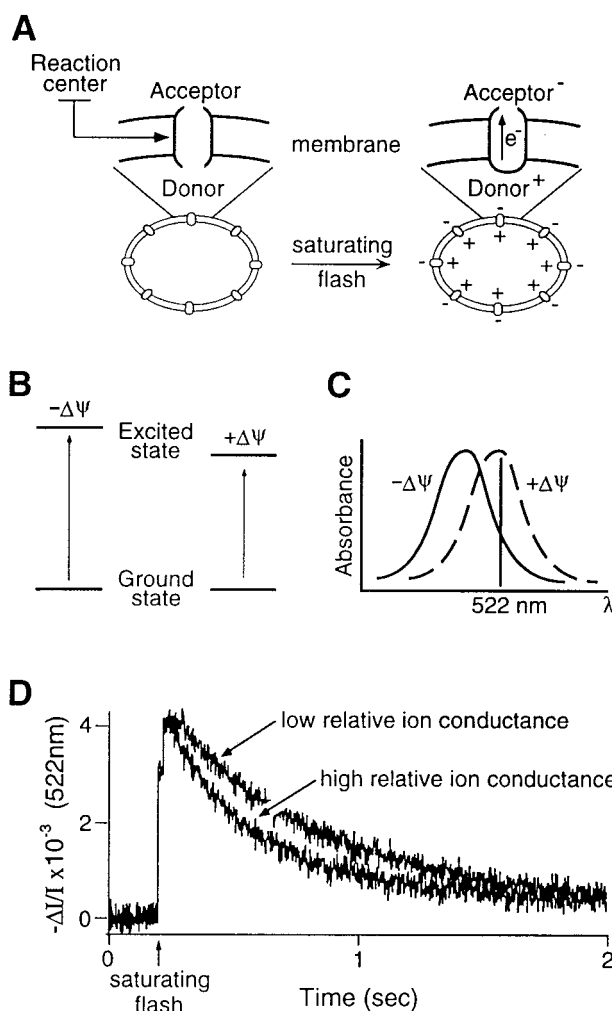 A
Reaction
center
Acceptor
membrane
Donor
saturating
flash
Acceptor⁻
e⁻
Donor⁺
- - - - - - - -
+ + + + + + + +
B
-ΔΨ
Excited
state
+ΔΨ
Ground
state
C
Absorbance
-ΔΨ
+ΔΨ
522 nm
λ
D
-ΔI/I x10⁻³ (522nm)
4
2
0
low relative ion conductance
high relative ion conductance
0
1
2
saturating
flash
Time (sec)